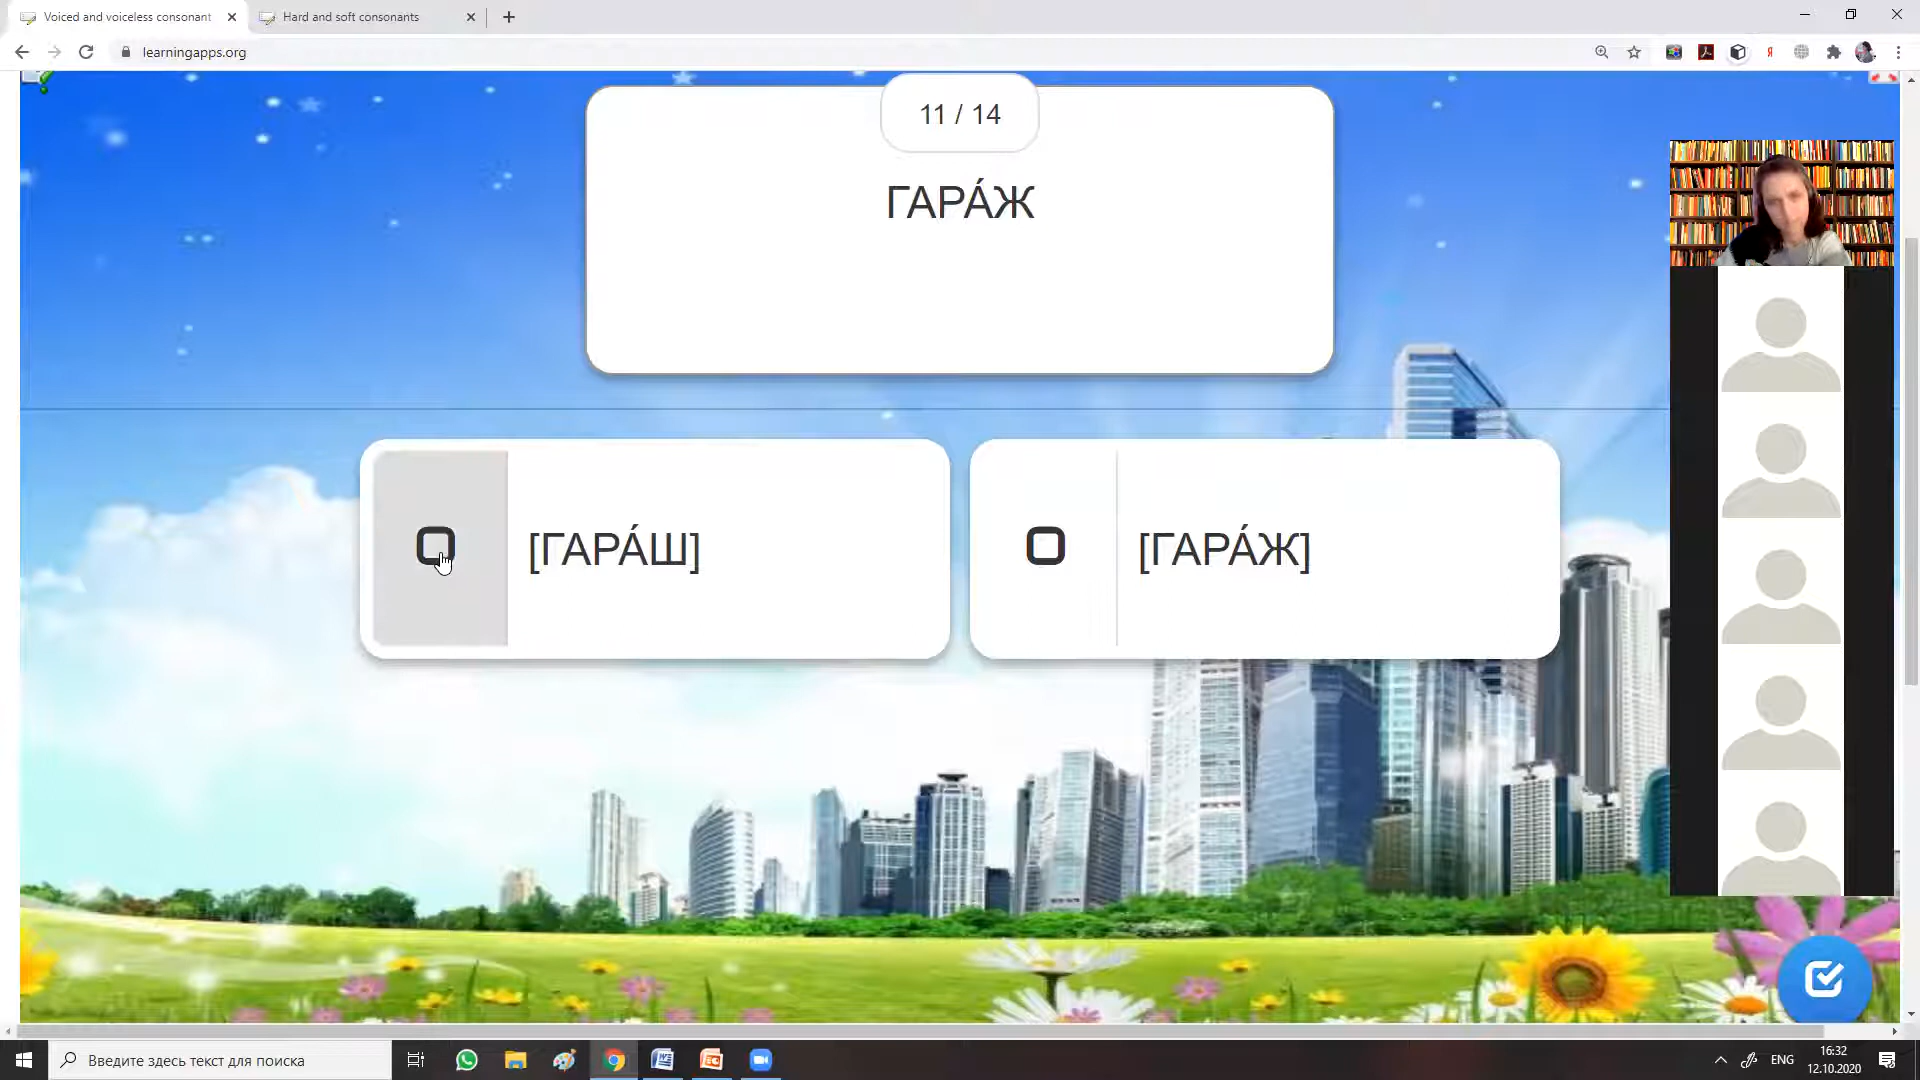 Voiced and voiceless consonant
Hard and soft consonants
learningapps.org
11 / 14
ГАРА́Ж
[ГАРА́Ш]
[ГАРА́Ж]
Введите здесь текст для поиска
ENG
16:32
12.10.2020